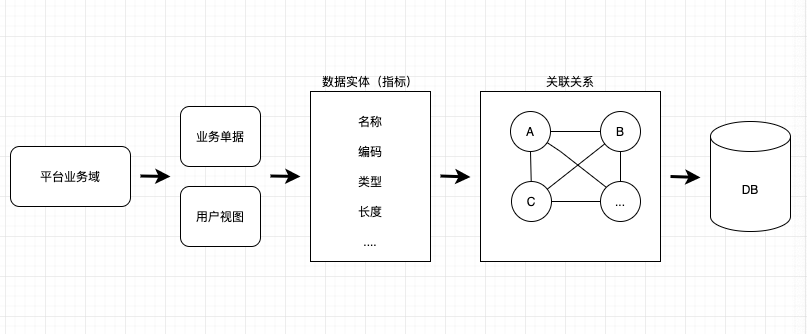 平台业务域
业务单据
用户视图
数据实体（指标）
名称
编码
类型
长度
....
关联关系
A
B
C
...
DB